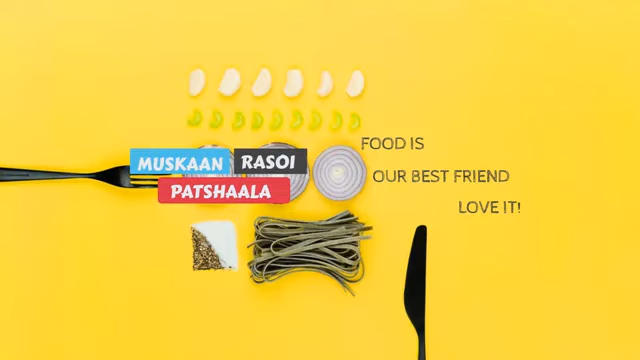 MUSKAAN RASOI
PATSHAALA
FOOD IS
OUR BEST FRIEND
LOVE IT!